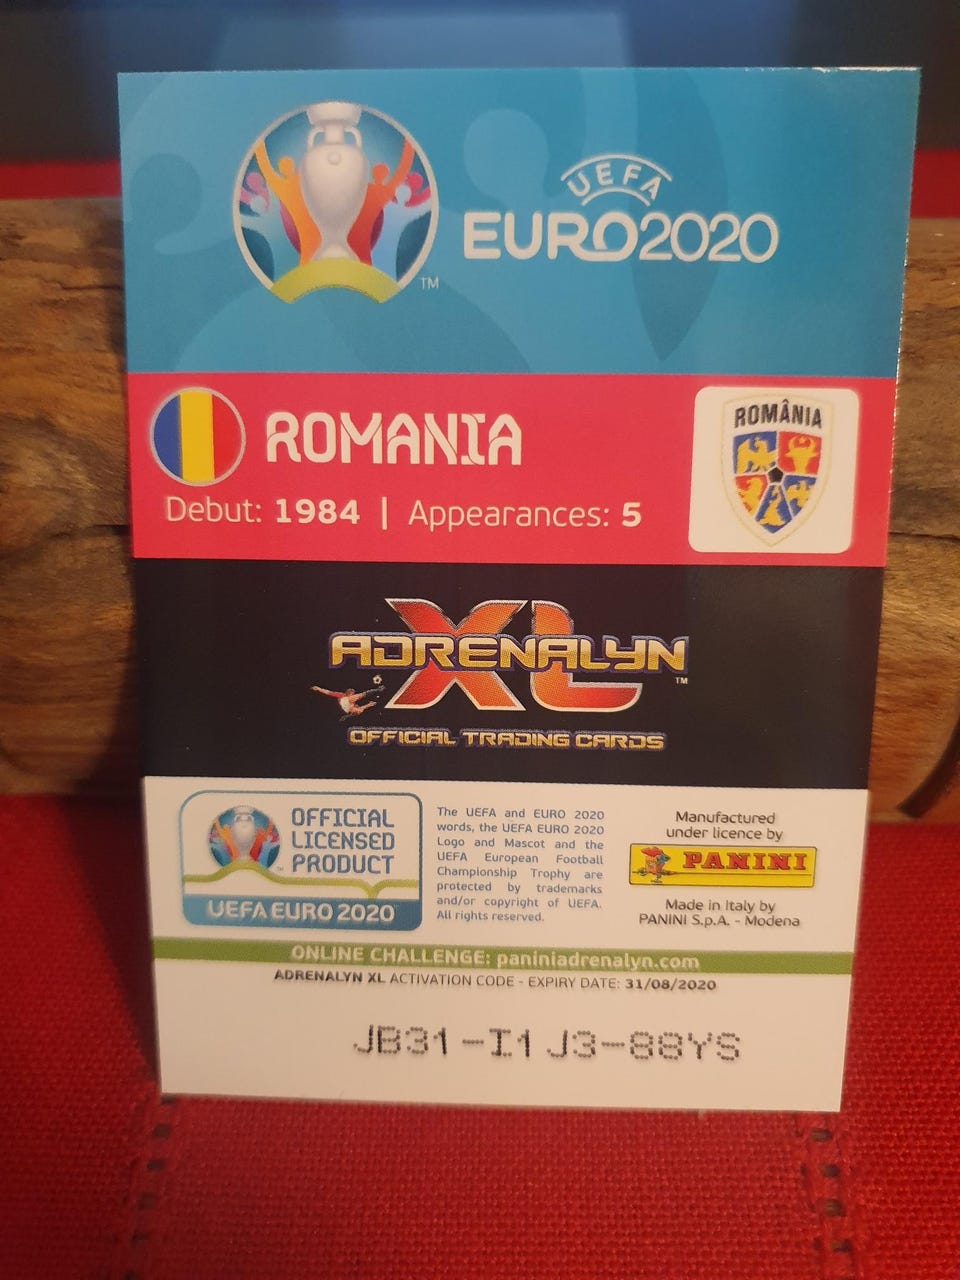 UEFA
EURO2020
TM
ROMANIA
Debut: 1984 | Appearances: 5
ROMÂNIA
XL
ADRENALYN
TM
OFFICIAL TRADING CARDS
OFFICIAL
LICENSED
PRODUCT
UEFA EURO 2020
The UEFA and EURO 2020
words, the UEFA EURO 2020
Logo and Mascot and the
UEFA European Football
Championship Trophy are
protected by trademarks
and/or copyright of UEFA.
All rights reserved.
Manufactured
under licence by
PANINI
Made in Italy by
PANINI S.p.A. - Modena
ONLINE CHALLENGE: paniniadrenalyn.com
ADRENALYN XL ACTIVATION CODE - EXPIRY DATE: 31/08/2020
JB31-I1J3-88YS